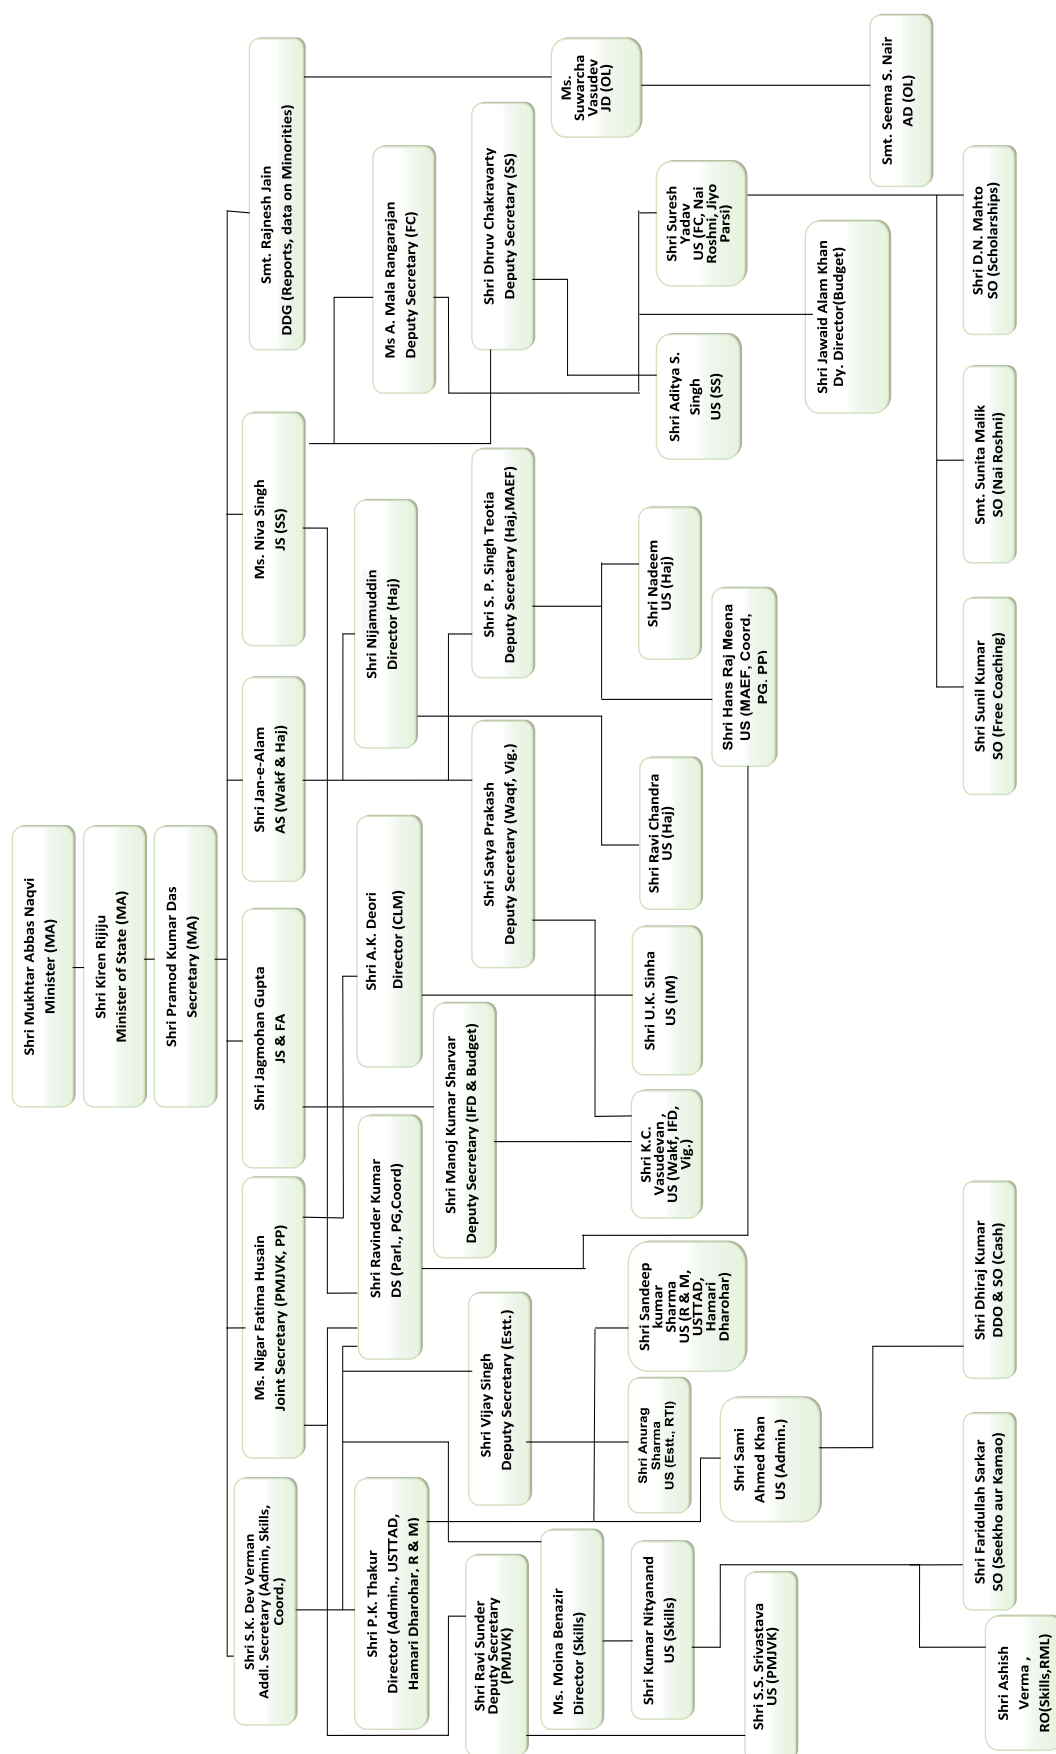 Shri Mukhtar Abbas Naqvi
Minister (MA)
Shri Kiren Rijiju
Minister of State (MA)
Shri Pramod Kumar Das
Secretary (MA)
Shri S.K. Dev Verman
Addl. Secretary (Admin, Skills,
Coord.)
Ms. Nigar Fatima Husain
Joint Secretary (PMJVK, PP)
Shri Jagmohan Gupta
JS & FA
Shri Jan-e-Alam
AS (Wakf & Haj)
Ms. Niva Singh
JS (SS)
Smt. Rajnesh Jain
DDG (Reports, data on Minorities)
Shri P.K. Thakur
Director (Admin., USTTAD,
Hamari Dharohar, R & M)
Shri Ravinder Kumar
DS (Parl., PG,Coord)
Shri A.K. Deori
Director (CLM)
Shri Nijamuddin
Director (Haj)
Ms A. Mala Rangarajan
Deputy Secretary (FC)
Shri Ravi Sunder
Deputy Secretary
(PMJVK)
Shri Vijay Singh
Deputy Secretary (Estt.)
Shri Manoj Kumar Sharvar
Deputy Secretary (IFD & Budget)
Shri Satya Prakash
Deputy Secretary (Waqf, Vig.)
Shri S. P. Singh Teotia
Deputy Secretary (Haj,MAEF)
Shri Dhruv Chakravarty
Deputy Secretary (SS)
Ms. Moina Benazir
Director (Skills)
Ms.
Suwarcha
Vasudev
JD (OL)
Shri Kumar Nityanand
US (Skills)
Shri Anurag
Sharma
US (Estt., RTI)
Shri Sandeep
kumar
Sharma
US (R & M,
USTTAD,
Hamari
Dharohar)
Shri K.C.
Vasudevan ,
US (Wakf, IFD,
Vig.)
Shri U.K. Sinha
US (IM)
Shri Ravi Chandra
US (Haj)
Shri Nadeem
US (Haj)
Shri Aditya S.
Singh
US (SS)
Shri Suresh
Yadav
US (FC, Nai
Roshni, Jiyo
Parsi)
Shri S.S. Srivastava
US (PMJVK)
Shri Sami
Ahmed Khan
US (Admin.)
Shri Hans Raj Meena
US (MAEF, Coord,
PG. PP)
Shri Jawaid Alam Khan
Dy. Director(Budget)
Smt. Seema S. Nair
AD (OL)
Shri Ashish
Verma ,
RO(Skills,RML)
Shri Faridullah Sarkar
SO (Seekho aur Kamao)
Shri Dhiraj Kumar
DDO & SO (Cash)
Shri Sunil Kumar
SO (Free Coaching)
Smt. Sunita Malik
SO (Nai Roshni)
Shri D.N. Mahto
SO (Scholarships)